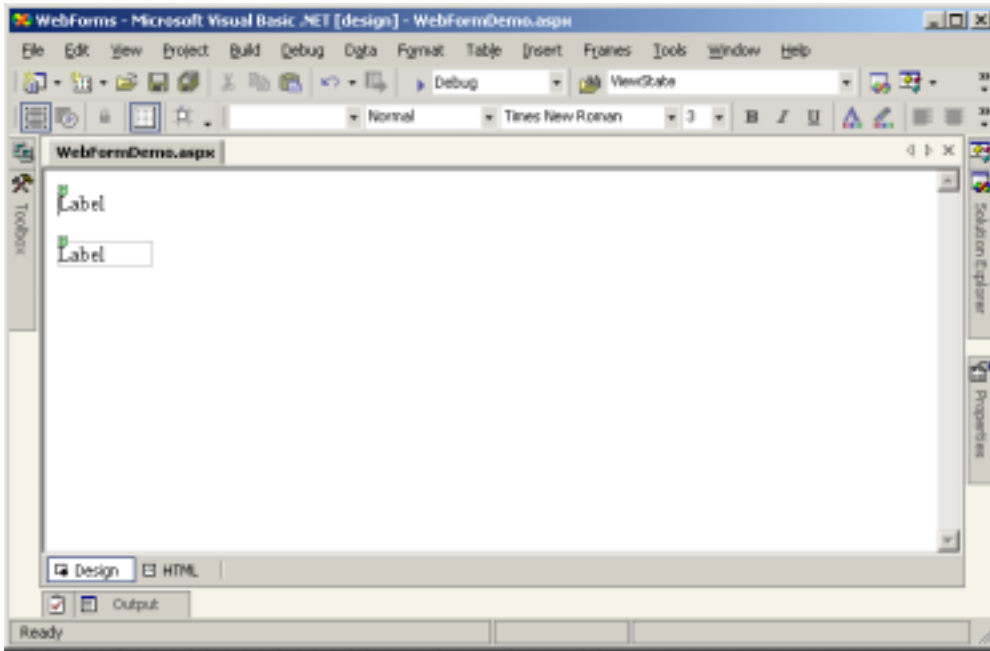 WebForms - Microsoft Visual Basic .NET [design] - WebFormDemo.aspx
File Edit View Project Build Debug Data Format Table Insert Frames Tools Window Help
Debug ViewState
Normal Times New Roman 3 B I U A
WebFormDemo.aspx
Toolbox
Label
Label
Solution Explorer
Properties
Design HTML
Output
Ready